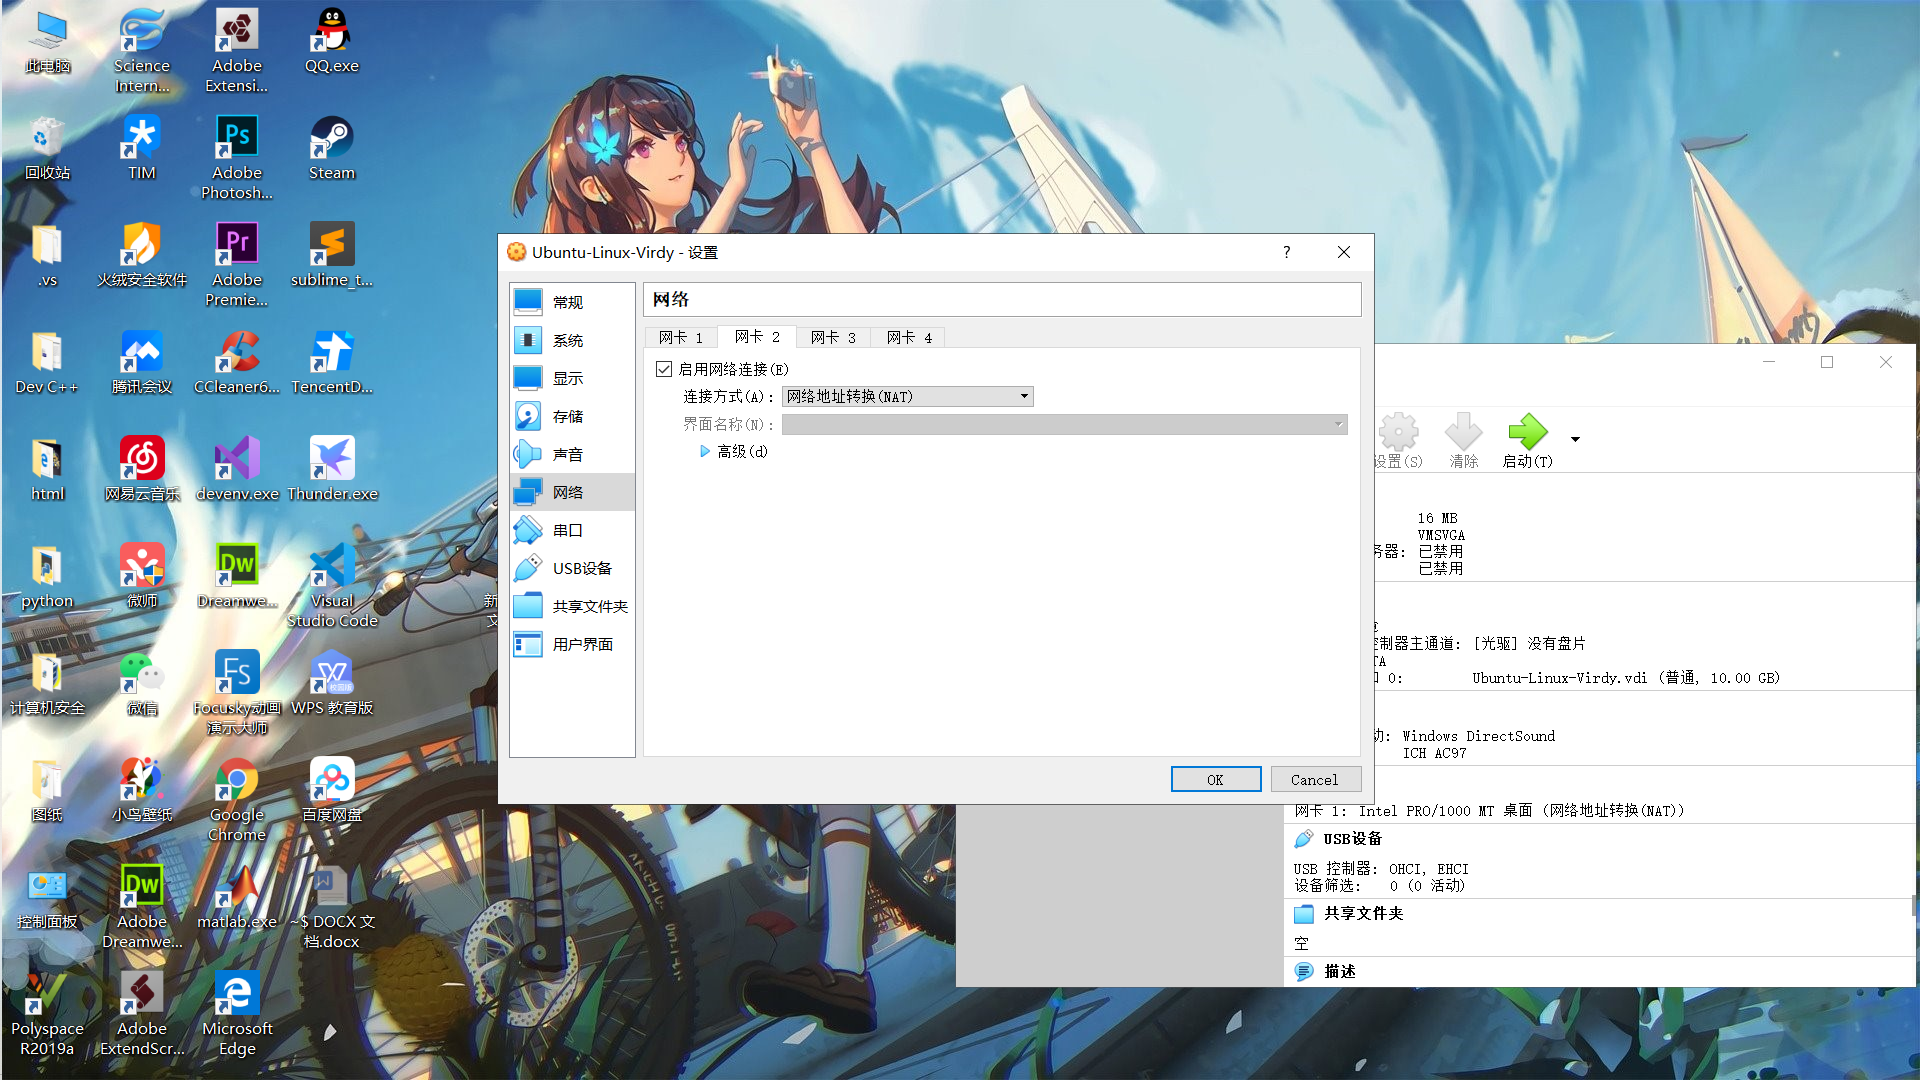 此电脑
Science Intern...
Adobe Extensi...
QQ.exe
回收站
TIM
Adobe Photosh...
Steam
.vs
火绒安全软件
Adobe Premie...
sublime_t...
Dev C++
腾讯会议
CCleaner6...
TencentD...
html
网易云音乐
devenv.exe
Thunder.exe
python
微师
Dreamwe...
Visual Studio Code
计算机安全
微信
Focusky动画演示大师
WPS 教育版
图纸
小鸟壁纸
Google Chrome
百度网盘
控制面板
Adobe Dreamwe...
matlab.exe
~$ DOCX 文档.docx
Polyspace R2019a
Adobe ExtendScr...
Microsoft Edge
Ubuntu-Linux-Virdy - 设置
常规
系统
显示
存储
声音
网络
串口
USB设备
共享文件夹
用户界面
网络
网卡 1
网卡 2
网卡 3
网卡 4
启用网络连接(E)
连接方式(A): 网络地址转换(NAT)
界面名称(N):
高级(d)
OK
Cancel
设置(S)
清除
启动(T)
16 MB
VMSVGA
务器: 已禁用
已禁用
控制器主通道: [光驱] 没有盘片
TA
口 0: Ubuntu-Linux-Virdy.vdi (普通, 10.00 GB)
动: Windows DirectSound
ICH AC97
网卡 1: Intel PRO/1000 MT 桌面 (网络地址转换(NAT))
USB设备
USB 控制器: OHCI, EHCI
设备筛选: 0 (0 活动)
共享文件夹
空
描述